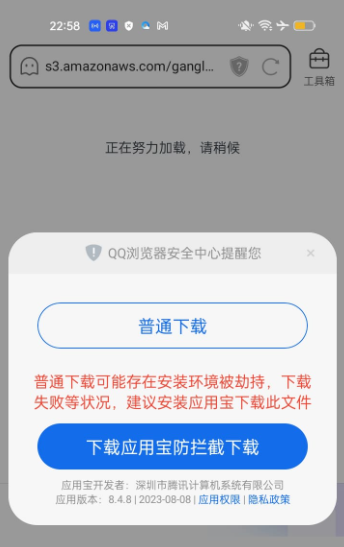 22:58
s3.amazonaws.com/gangl...
工具箱
正在努力加载，请稍候
QQ浏览器安全中心提醒您
普通下载
普通下载可能存在安装环境被劫持，下载
失败等状况，建议安装应用宝下载此文件
下载应用宝防拦截下载
应用宝开发者：深圳市腾讯计算机系统有限公司
应用版本：8.4.8 | 2023-08-08 | 应用权限 | 隐私政策